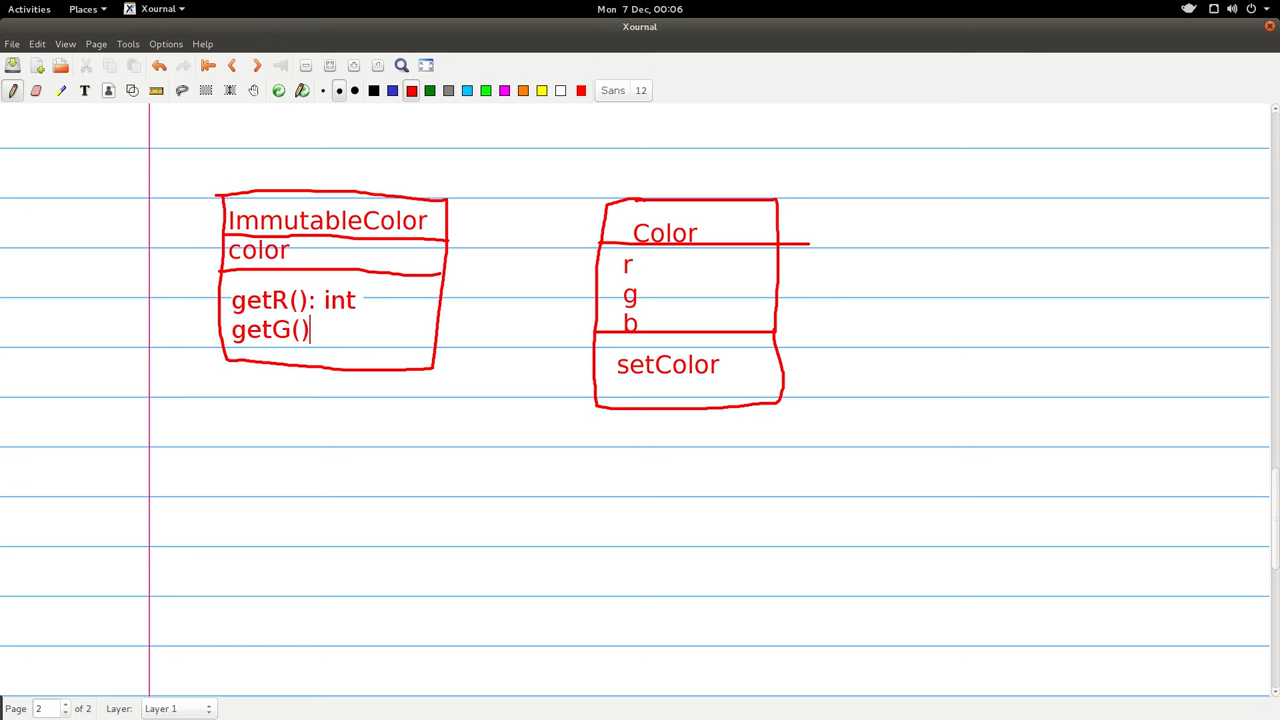 Activities Places Xournal Mon 7 Dec, 00:06
Xournal
File Edit View Page Tools Options Help
T Sans 12
ImmutableColor
color
getR(): int
getG()
Color
r
g
b
setColor
Page 2 of 2 Layer: Layer 1